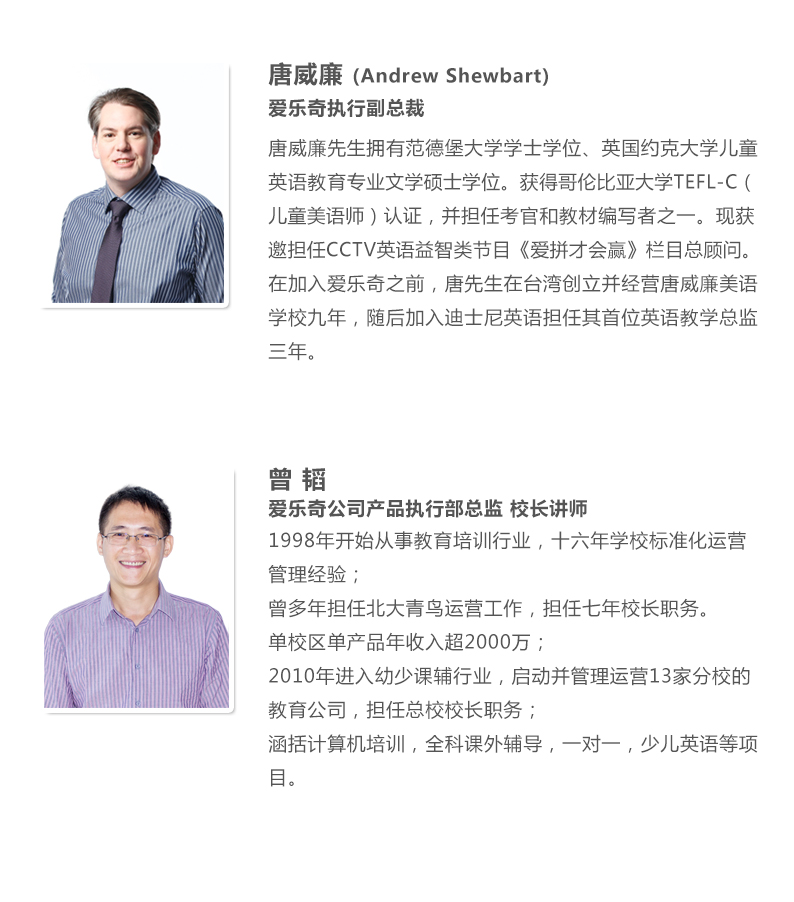 唐威廉 (Andrew Shewbart)
爱乐奇执行副总裁
唐威廉先生拥有范德堡大学学士学位、英国约克大学儿童
英语教育专业文学硕士学位。获得哥伦比亚大学TEFL-C（
儿童美语师）认证，并担任考官和教材编写者之一。现获
邀担任CCTV英语益智类节目《爱拼才会赢》栏目总顾问。
在加入爱乐奇之前，唐先生在台湾创立并经营唐威廉美语
学校九年，随后加入迪士尼英语担任其首位英语教学总监
三年。
曾 韬
爱乐奇公司产品执行部总监 校长讲师
1998年开始从事教育培训行业，十六年学校标准化运营
管理经验；
曾多年担任北大青鸟运营工作，担任七年校长职务。
单校区单产品年收入超2000万；
2010年进入幼少课辅行业，启动并管理运营13家分校的
教育公司，担任总校校长职务；
涵括计算机培训，全科课外辅导，一对一，少儿英语等项
目。